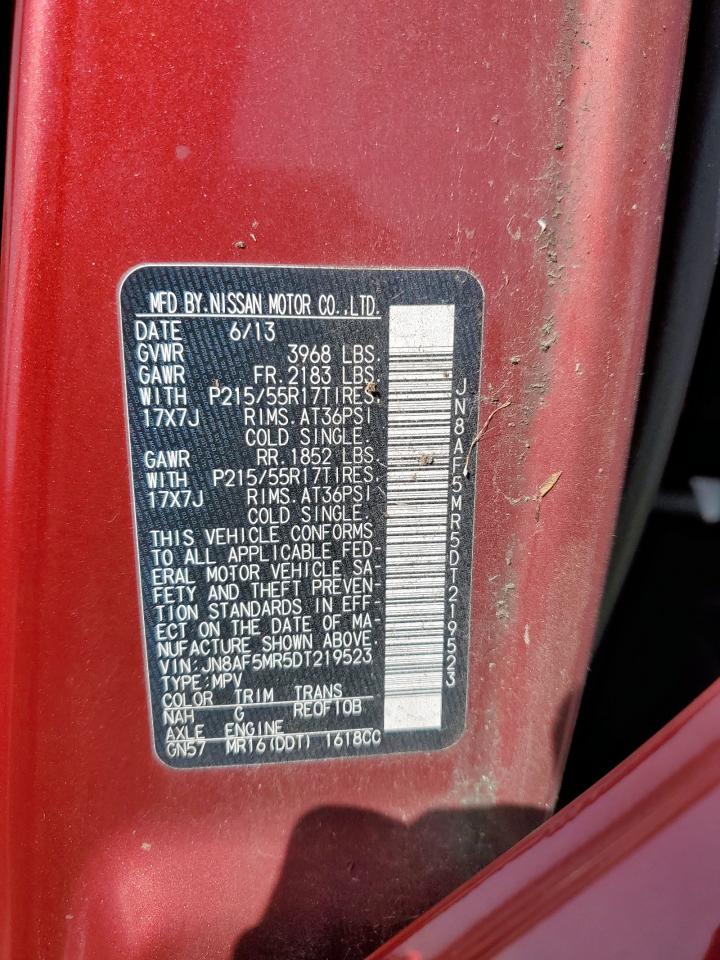 MFD BY.NISSAN MOTOR CO.,LTD.
DATE 6/13
GVWR 3968 LBS.
GAWR FR.2183 LBS.
WITH P215/55R17TIRES.
17X7J RIMS.AT36PSI
COLD SINGLE.
GAWR RR.1852 LBS.
WITH P215/55R17TIRES.
17X7J RIMS.AT36PSI
COLD SINGLE.
THIS VEHICLE CONFORMS
TO ALL APPLICABLE FED-
ERAL MOTOR VEHICLE SA-
FETY AND THEFT PREVEN-
TION STANDARDS IN EFF-
ECT ON THE DATE OF MA-
NUFACTURE SHOWN ABOVE.
VIN:JN8AF5MR5DT219523
TYPE:MPV
COLOR TRIM TRANS
NAH G RE0F10B
AXLE ENGINE
GN57 MR16(DDT) 1618CC
JN8AF5MR5DT219523